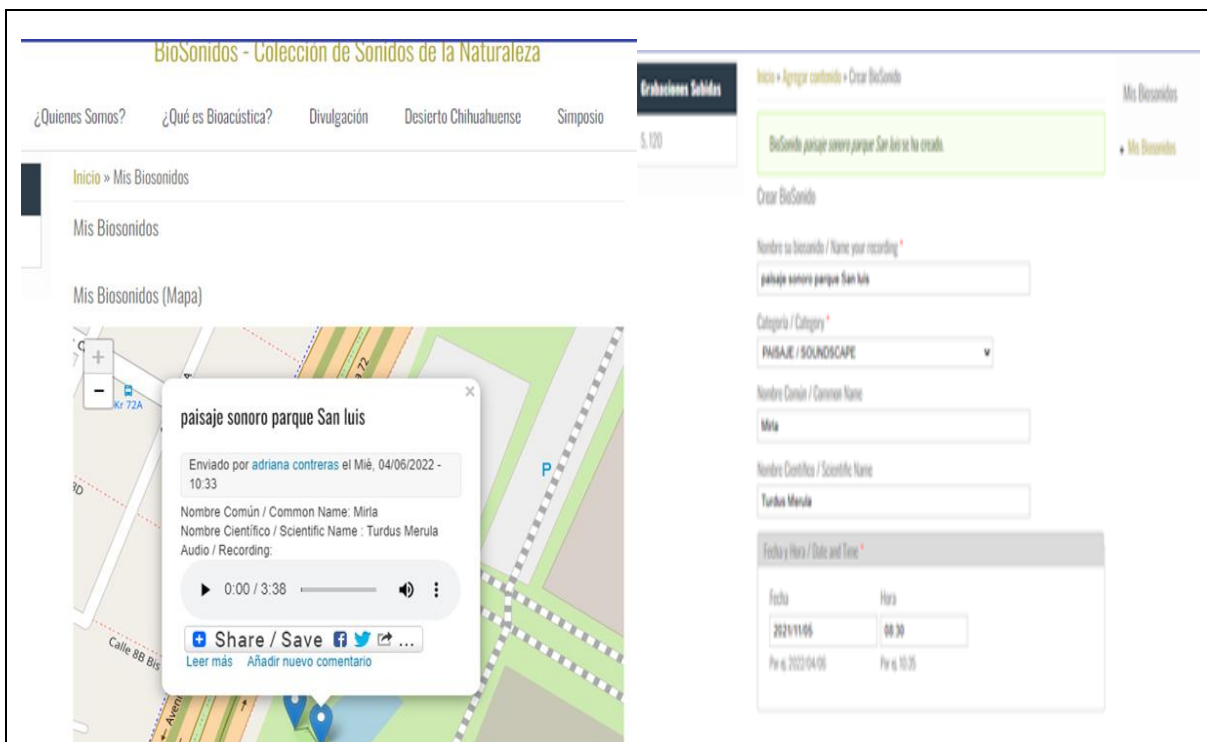 BioSonidos - Colección de Sonidos de la Naturaleza
¿Quienes Somos?
¿Qué es Bioacústica?
Divulgación
Desierto Chihuahuense
Simposio
Inicio » Mis Biosonidos
Mis Biosonidos
Mis Biosonidos (Mapa)
+
−
Kr 72A
72
paisaje sonoro parque San luis
×
Enviado por adriana contreras el Mié, 04/06/2022 -
10:33
Nombre Común / Common Name: Mirla
Nombre Científico / Scientific Name : Turdus Merula
Audio / Recording:
0:00 / 3:38
Share / Save ...
Leer más Añadir nuevo comentario
P
Calle 8B Bis
Aveni
Grabaciones Subidas
5,120
Inicio » Agregar contenido » Crear BioSonido
BioSonido paisaje sonoro parque San luis se ha creado.
Crear BioSonido
Nombre su biosonido / Name your recording *
paisaje sonoro parque San luis
Categoría / Category *
PAISAJE / SOUNDSCAPE
Nombre Común / Common Name
Mirla
Nombre Científico / Scientific Name
Turdus Merula
Fecha y Hora / Date and Time *
Fecha
Hora
2021/11/05
08:30
Por ej. 2022/04/06
Por ej. 10:35
Mis Biosonidos
Mis Biosonidos